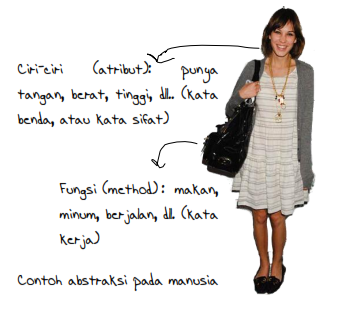 Ciri-ciri (atribut): punya
tangan, berat, tinggi, dll.. (kata
benda, atau kata sifat)
Fungsi (method): makan,
minum, berjalan, dll. (kata
kerja)
Contoh abstraksi pada manusia